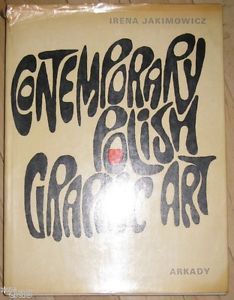 IRENA JAKIMOWICZ
CONTEMPORARY
POLISH
GRAPHIC ART
ARKADY